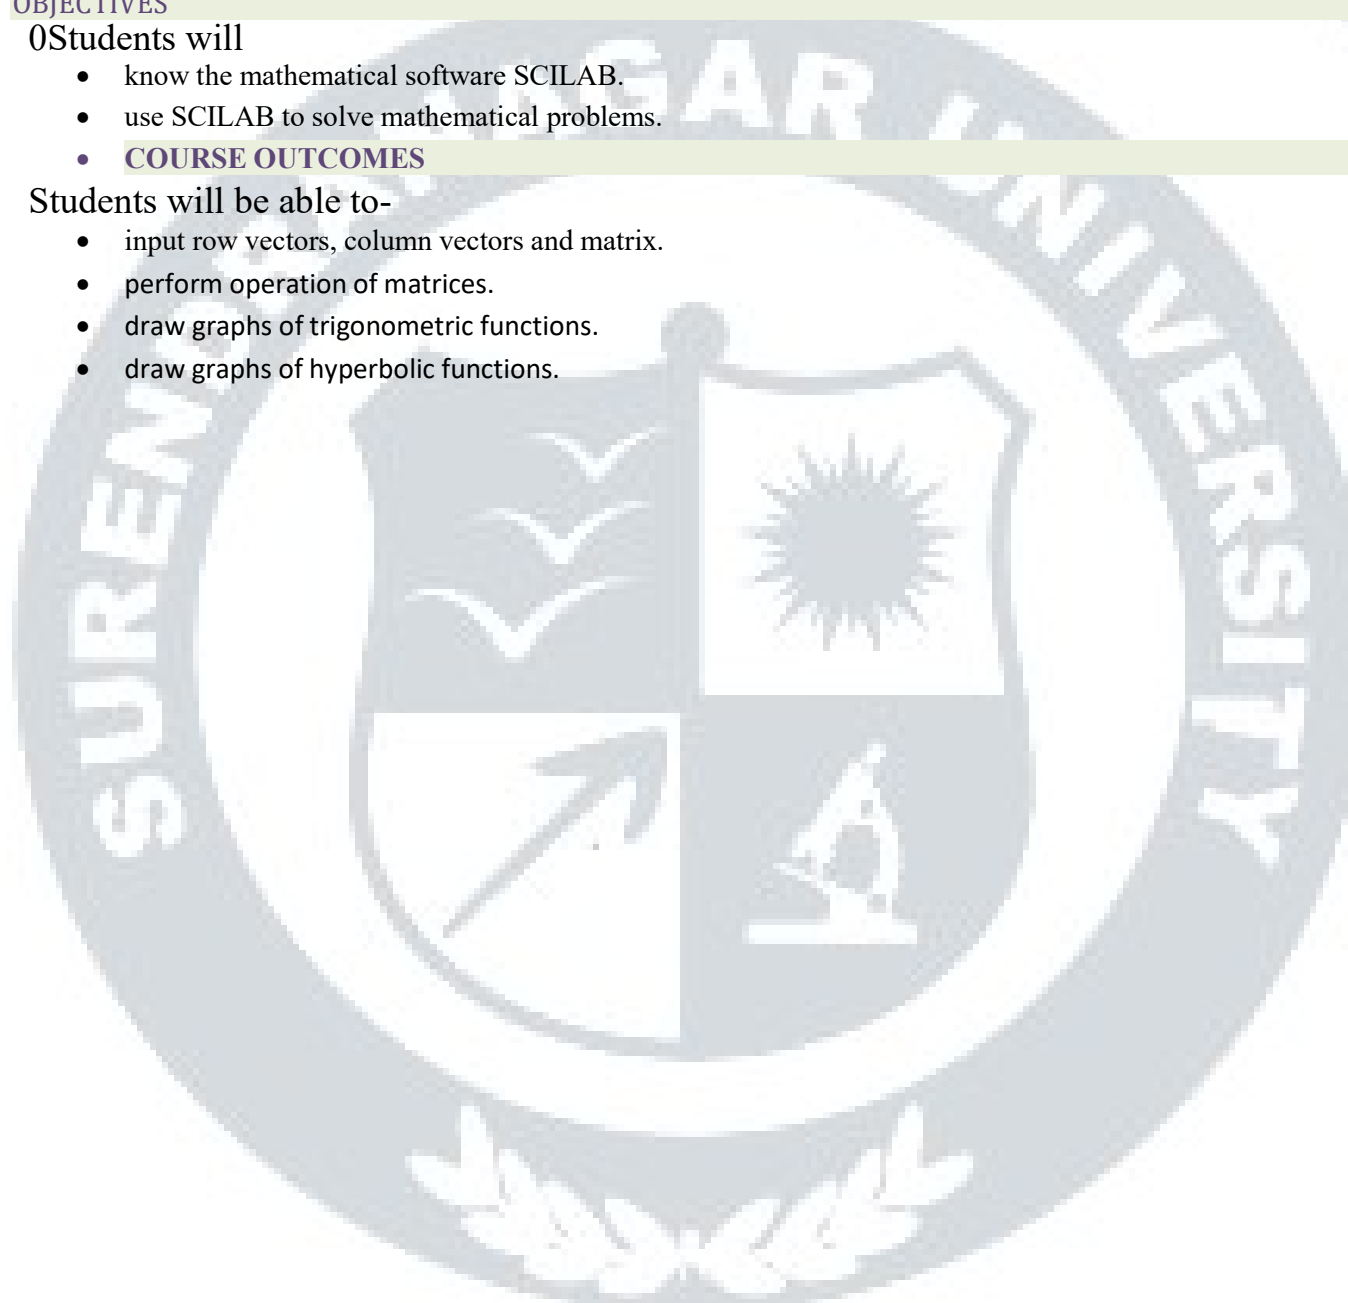 OBJECTIVES
0Students will
• know the mathematical software SCILAB.
• use SCILAB to solve mathematical problems.
• COURSE OUTCOMES
Students will be able to-
• input row vectors, column vectors and matrix.
• perform operation of matrices.
• draw graphs of trigonometric functions.
• draw graphs of hyperbolic functions.
SURENDRANAGAR UNIVERSITY